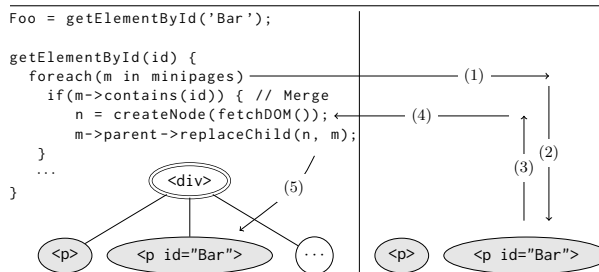 Foo = getElementById('Bar');
getElementById(id) {
foreach(m in minipages)
if(m->contains(id)) { // Merge
n = createNode(fetchDOM());
m->parent->replaceChild(n, m);
}
...
}
(1)
(4)
(2)
(3)
(5)
<div>
<p>
<p id="Bar">
...
<p>
<p id="Bar">